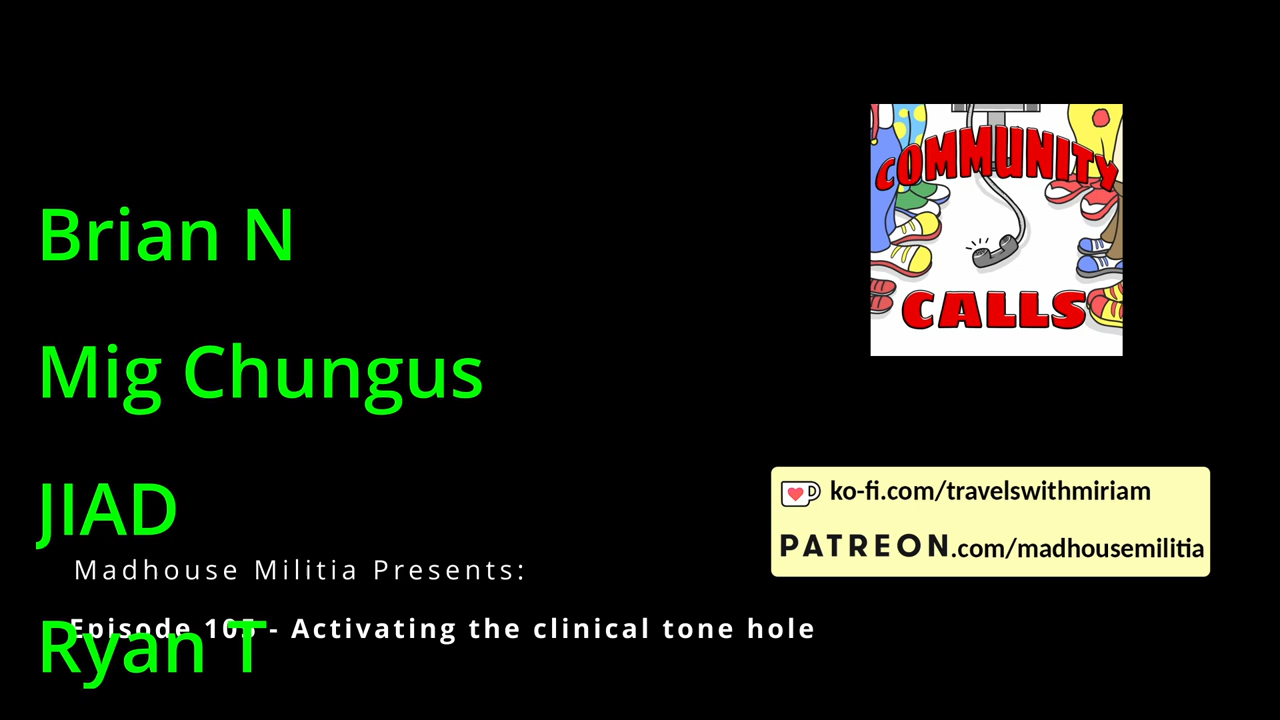 COMMUNITY
CALLS
Brian N
Mig Chungus
JIAD
Madhouse Militia Presents:
Episode 105 - Activating the clinical tone hole
Ryan T
ko-fi.com/travelswithmiriam
PATREON.com/madhousemilitia